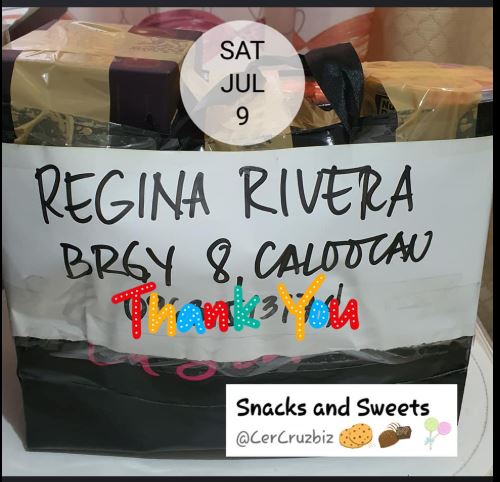 SAT
JUL
9
REGINA RIVERA
BRGY 8, CALOOCAN
Thank You
Snacks and Sweets
@CerCruzbiz